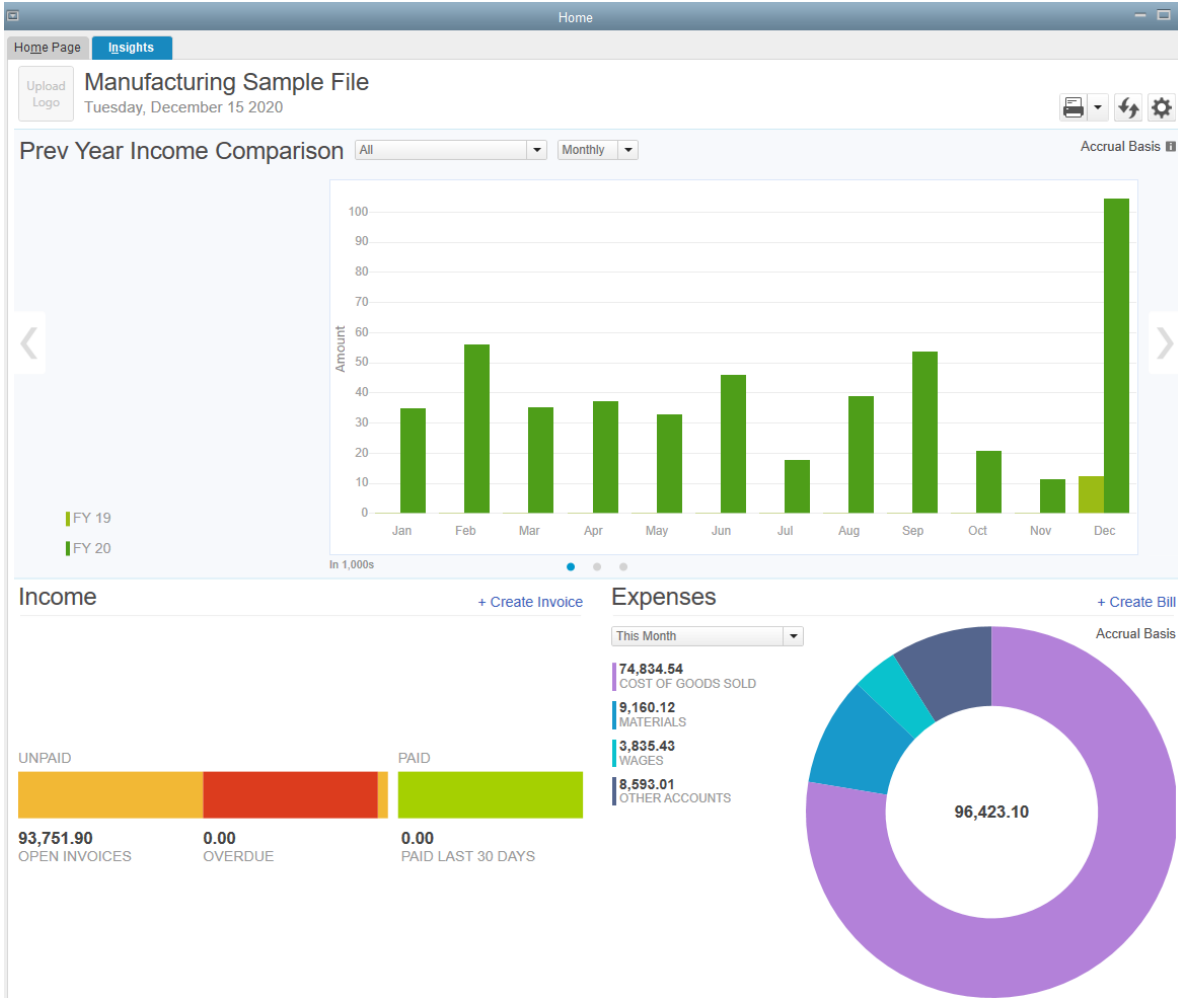 Home
Home Page Insights
Upload
Logo
Manufacturing Sample File
Tuesday, December 15 2020
Prev Year Income Comparison All Monthly Accrual Basis
100
90
80
70
60
50
40
30
20
10
0
Amount
Jan Feb Mar Apr May Jun Jul Aug Sep Oct Nov Dec
FY 19
FY 20
In 1,000s
Income + Create Invoice
UNPAID PAID
93,751.90 0.00 0.00
OPEN INVOICES OVERDUE PAID LAST 30 DAYS
Expenses + Create Bill
This Month Accrual Basis
74,834.54
COST OF GOODS SOLD
9,160.12
MATERIALS
3,835.43
WAGES
8,593.01
OTHER ACCOUNTS
96,423.10